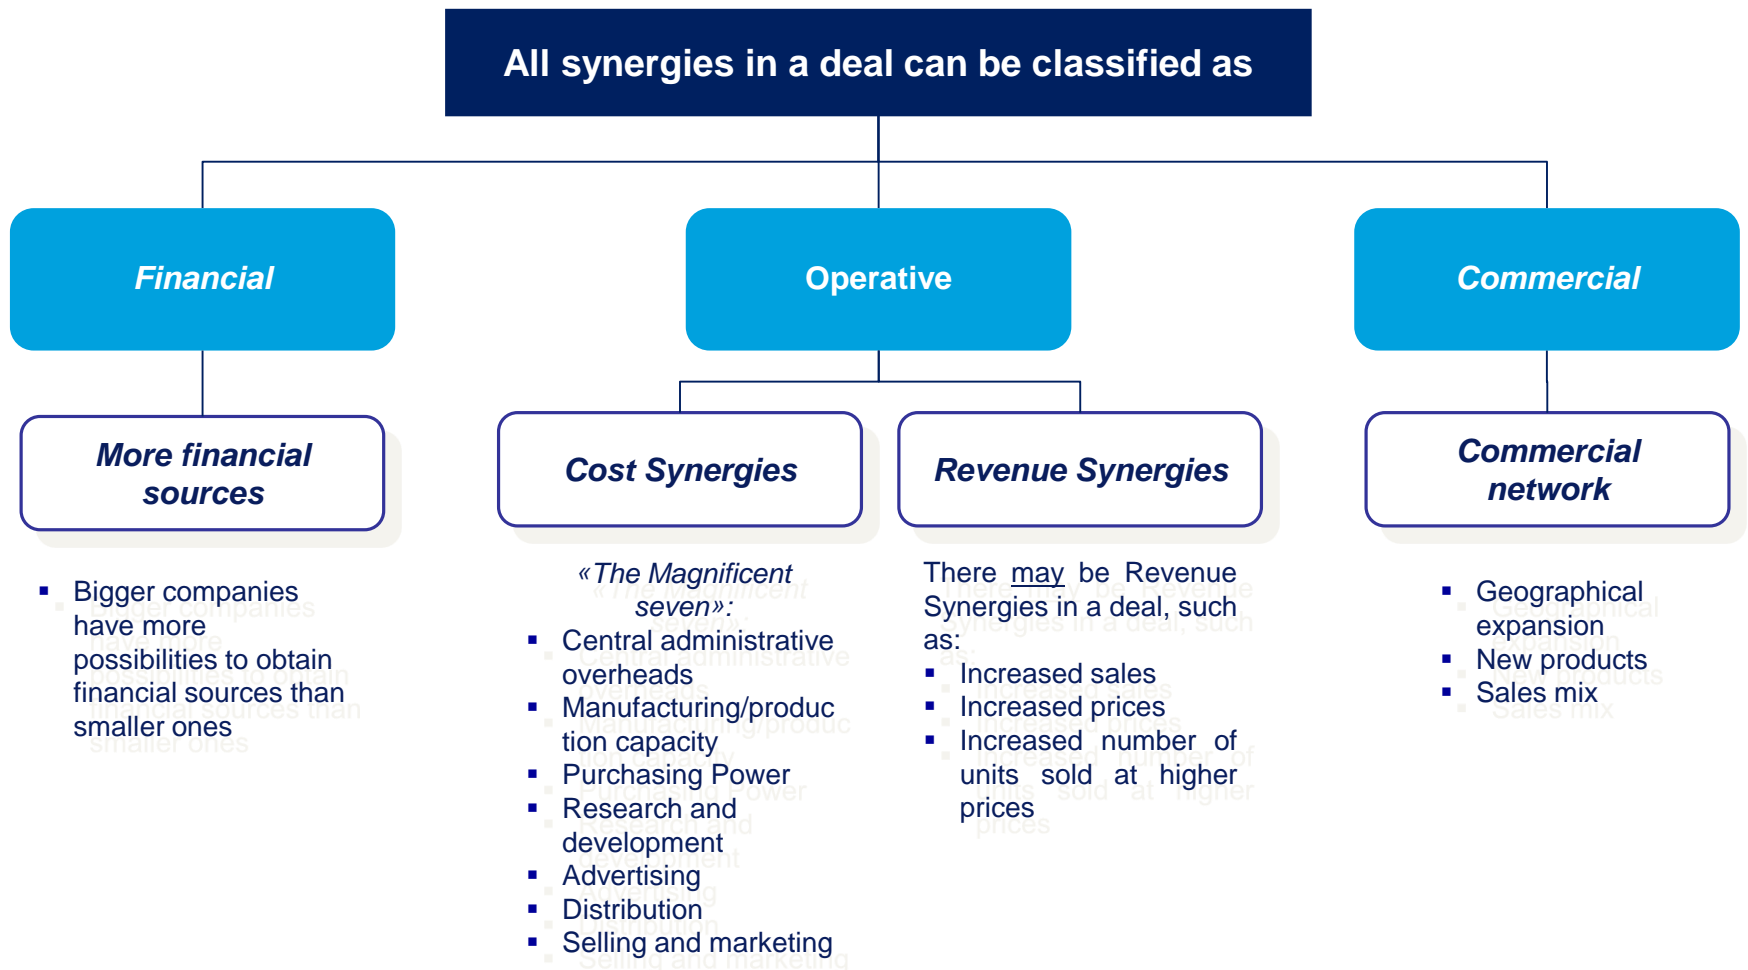 All synergies in a deal can be classified as
Financial
Operative
Commercial
More financial
sources
Cost Synergies
Revenue Synergies
Commercial
network
▪ Bigger companies
have more
possibilities to obtain
financial sources than
smaller ones
«The Magnificent
seven»:
▪ Central administrative
overheads
▪ Manufacturing/produc
tion capacity
▪ Purchasing Power
▪ Research and
development
▪ Advertising
▪ Distribution
▪ Selling and marketing
There may be Revenue
Synergies in a deal, such
as:
▪ Increased sales
▪ Increased prices
▪ Increased number of
units sold at higher
prices
▪ Geographical
expansion
▪ New products
▪ Sales mix